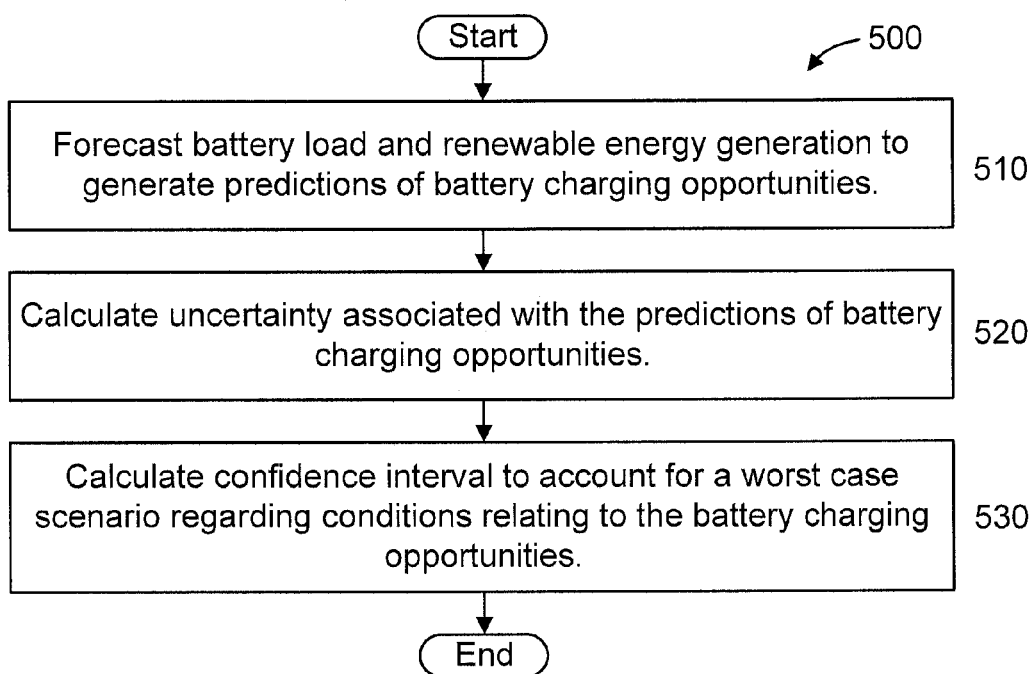 Start
500
Forecast battery load and renewable energy generation to
generate predictions of battery charging opportunities.
510
Calculate uncertainty associated with the predictions of battery
charging opportunities.
520
Calculate confidence interval to account for a worst case
scenario regarding conditions relating to the battery charging
opportunities.
530
End